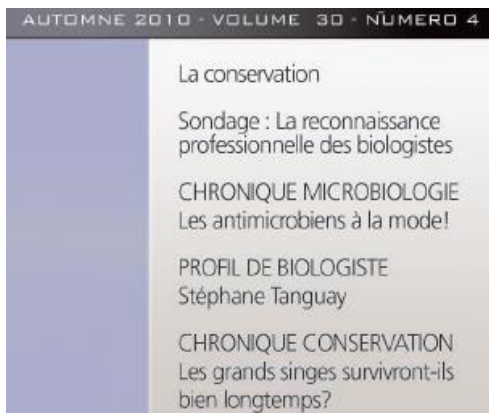 AUTOMNE 2010 - VOLUME 30 - NUMERO 4
La conservation
Sondage : La reconnaissance
professionnelle des biologistes
CHRONIQUE MICROBIOLOGIE
Les antimicrobiens à la mode!
PROFIL DE BIOLOGISTE
Stéphane Tanguay
CHRONIQUE CONSERVATION
Les grands singes survivront-ils
bien longtemps?